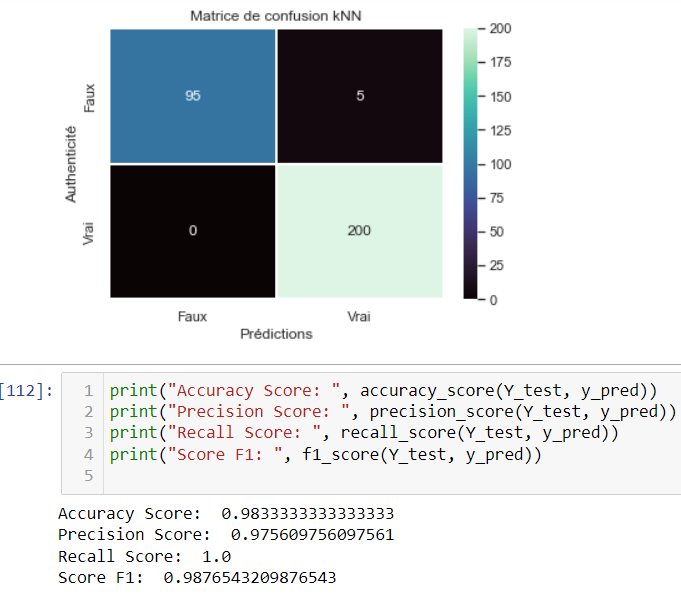 Matrice de confusion kNN
Authenticité
Faux
95
5
Vrai
0
200
Faux
Vrai
Prédictions
200
175
150
125
100
75
50
25
0
[112]:
1 print("Accuracy Score: ", accuracy_score(Y_test, y_pred))
2 print("Precision Score: ", precision_score(Y_test, y_pred))
3 print("Recall Score: ", recall_score(Y_test, y_pred))
4 print("Score F1: ", f1_score(Y_test, y_pred))
5
Accuracy Score:  0.9833333333333333
Precision Score:  0.975609756097561
Recall Score:  1.0
Score F1:  0.9876543209876543